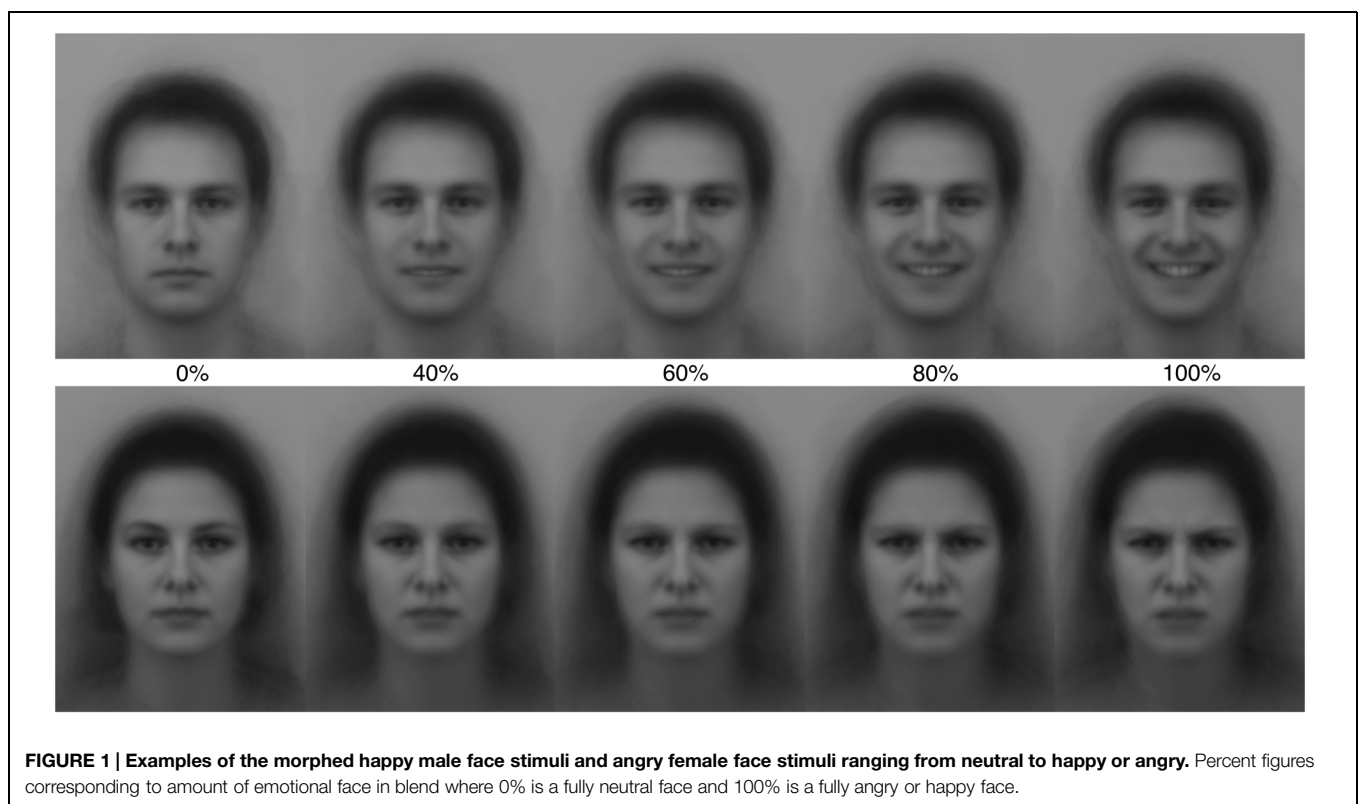 0% 40% 60% 80% 100%
FIGURE 1 | Examples of the morphed happy male face stimuli and angry female face stimuli ranging from neutral to happy or angry. Percent figures
corresponding to amount of emotional face in blend where 0% is a fully neutral face and 100% is a fully angry or happy face.